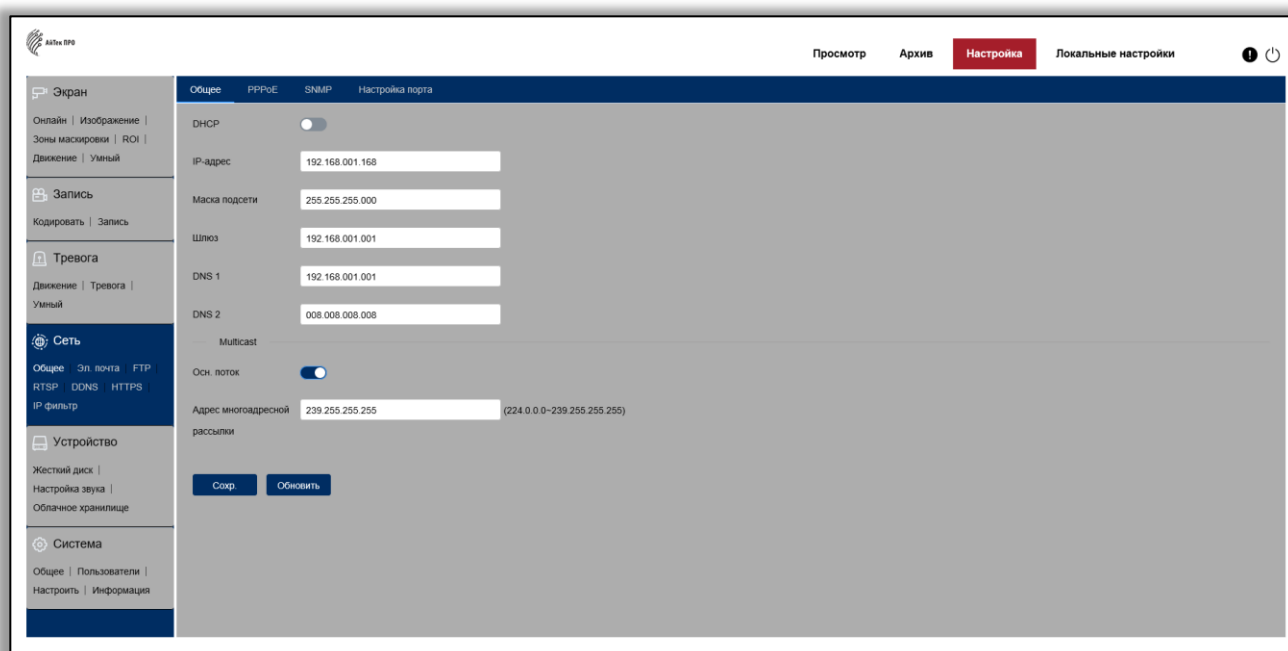 АйТек ПРО
Просмотр Архив Настройка Локальные настройки
Экран
Онлайн | Изображение |
Зоны маскировки | ROI |
Движение | Умный
Запись
Кодировать | Запись
Тревога
Движение | Тревога |
Умный
Сеть
Общее | Эл. почта | FTP |
RTSP | DDNS | HTTPS |
IP фильтр
Устройство
Жесткий диск |
Настройка звука |
Облачное хранилище
Система
Общее | Пользователи |
Настроить | Информация
Общее PPPoE SNMP Настройка порта
DHCP
IP-адрес 192.168.001.168
Маска подсети 255.255.255.000
Шлюз 192.168.001.001
DNS 1 192.168.001.001
DNS 2 008.008.008.008
Multicast
Осн. поток
Адрес многоадресной 239.255.255.255 (224.0.0.0~239.255.255.255)
рассылки
Сохр. Обновить